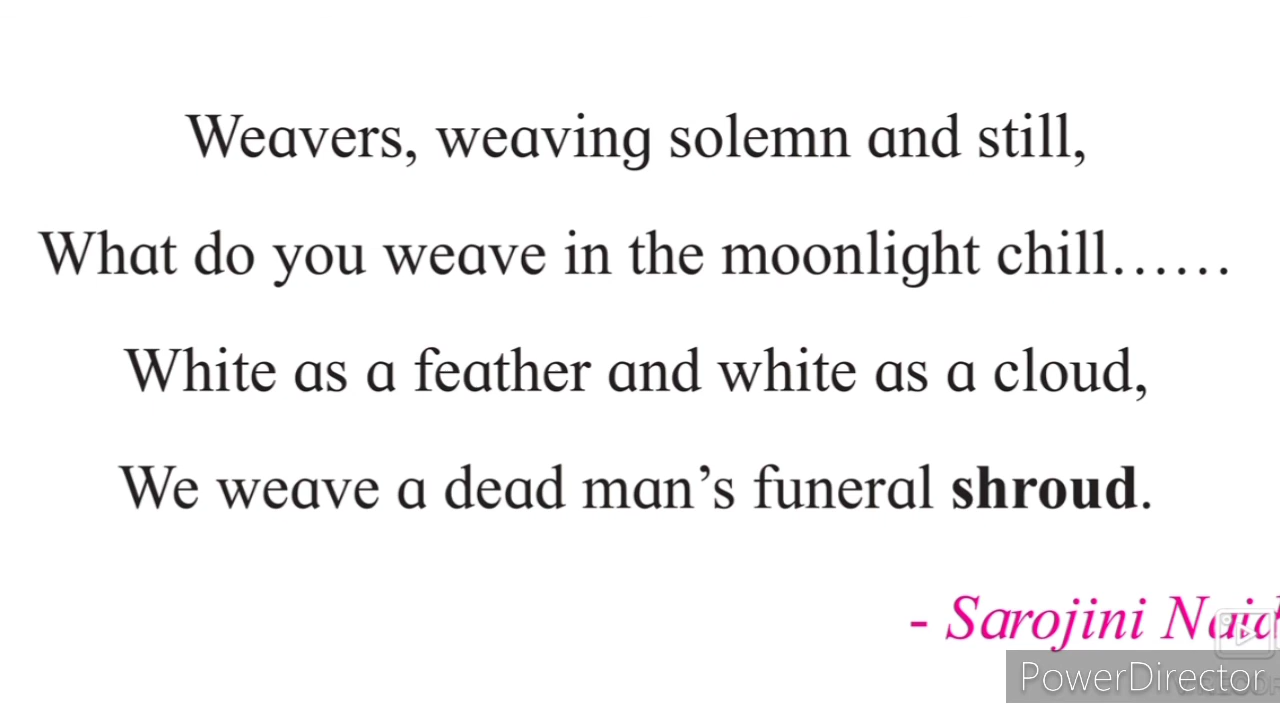 Weavers, weaving solemn and still,
What do you weave in the moonlight chill......
White as a feather and white as a cloud,
We weave a dead man's funeral shroud.
- Sarojini
PowerDirector